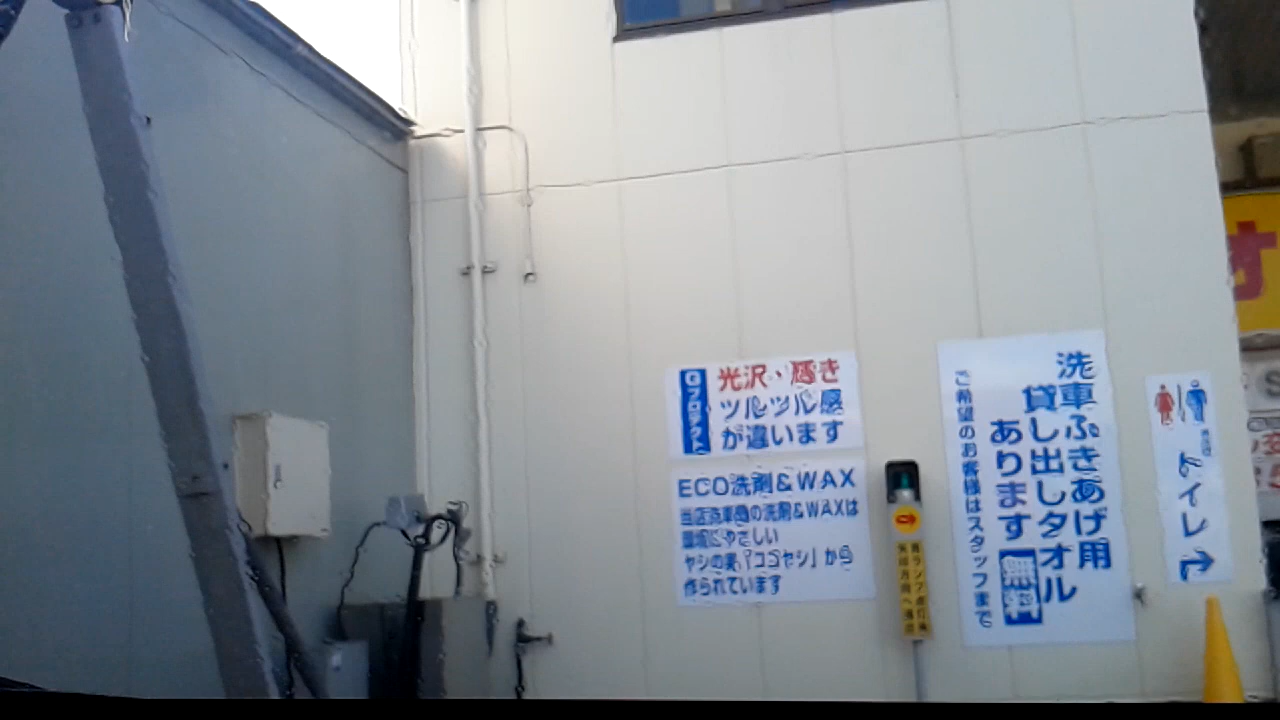 Gプロテクト
光沢・輝き
ツルツル感
が違います
ECO洗剤&WAX
当店洗車機の洗剤&WAXは
環境にやさしい
ヤシの実「ココヤシ」から
作られています
洗車ふきあげ用
貸し出しタオル
あります無料
ご希望のお客様はスタッフまで
トイレ
オ